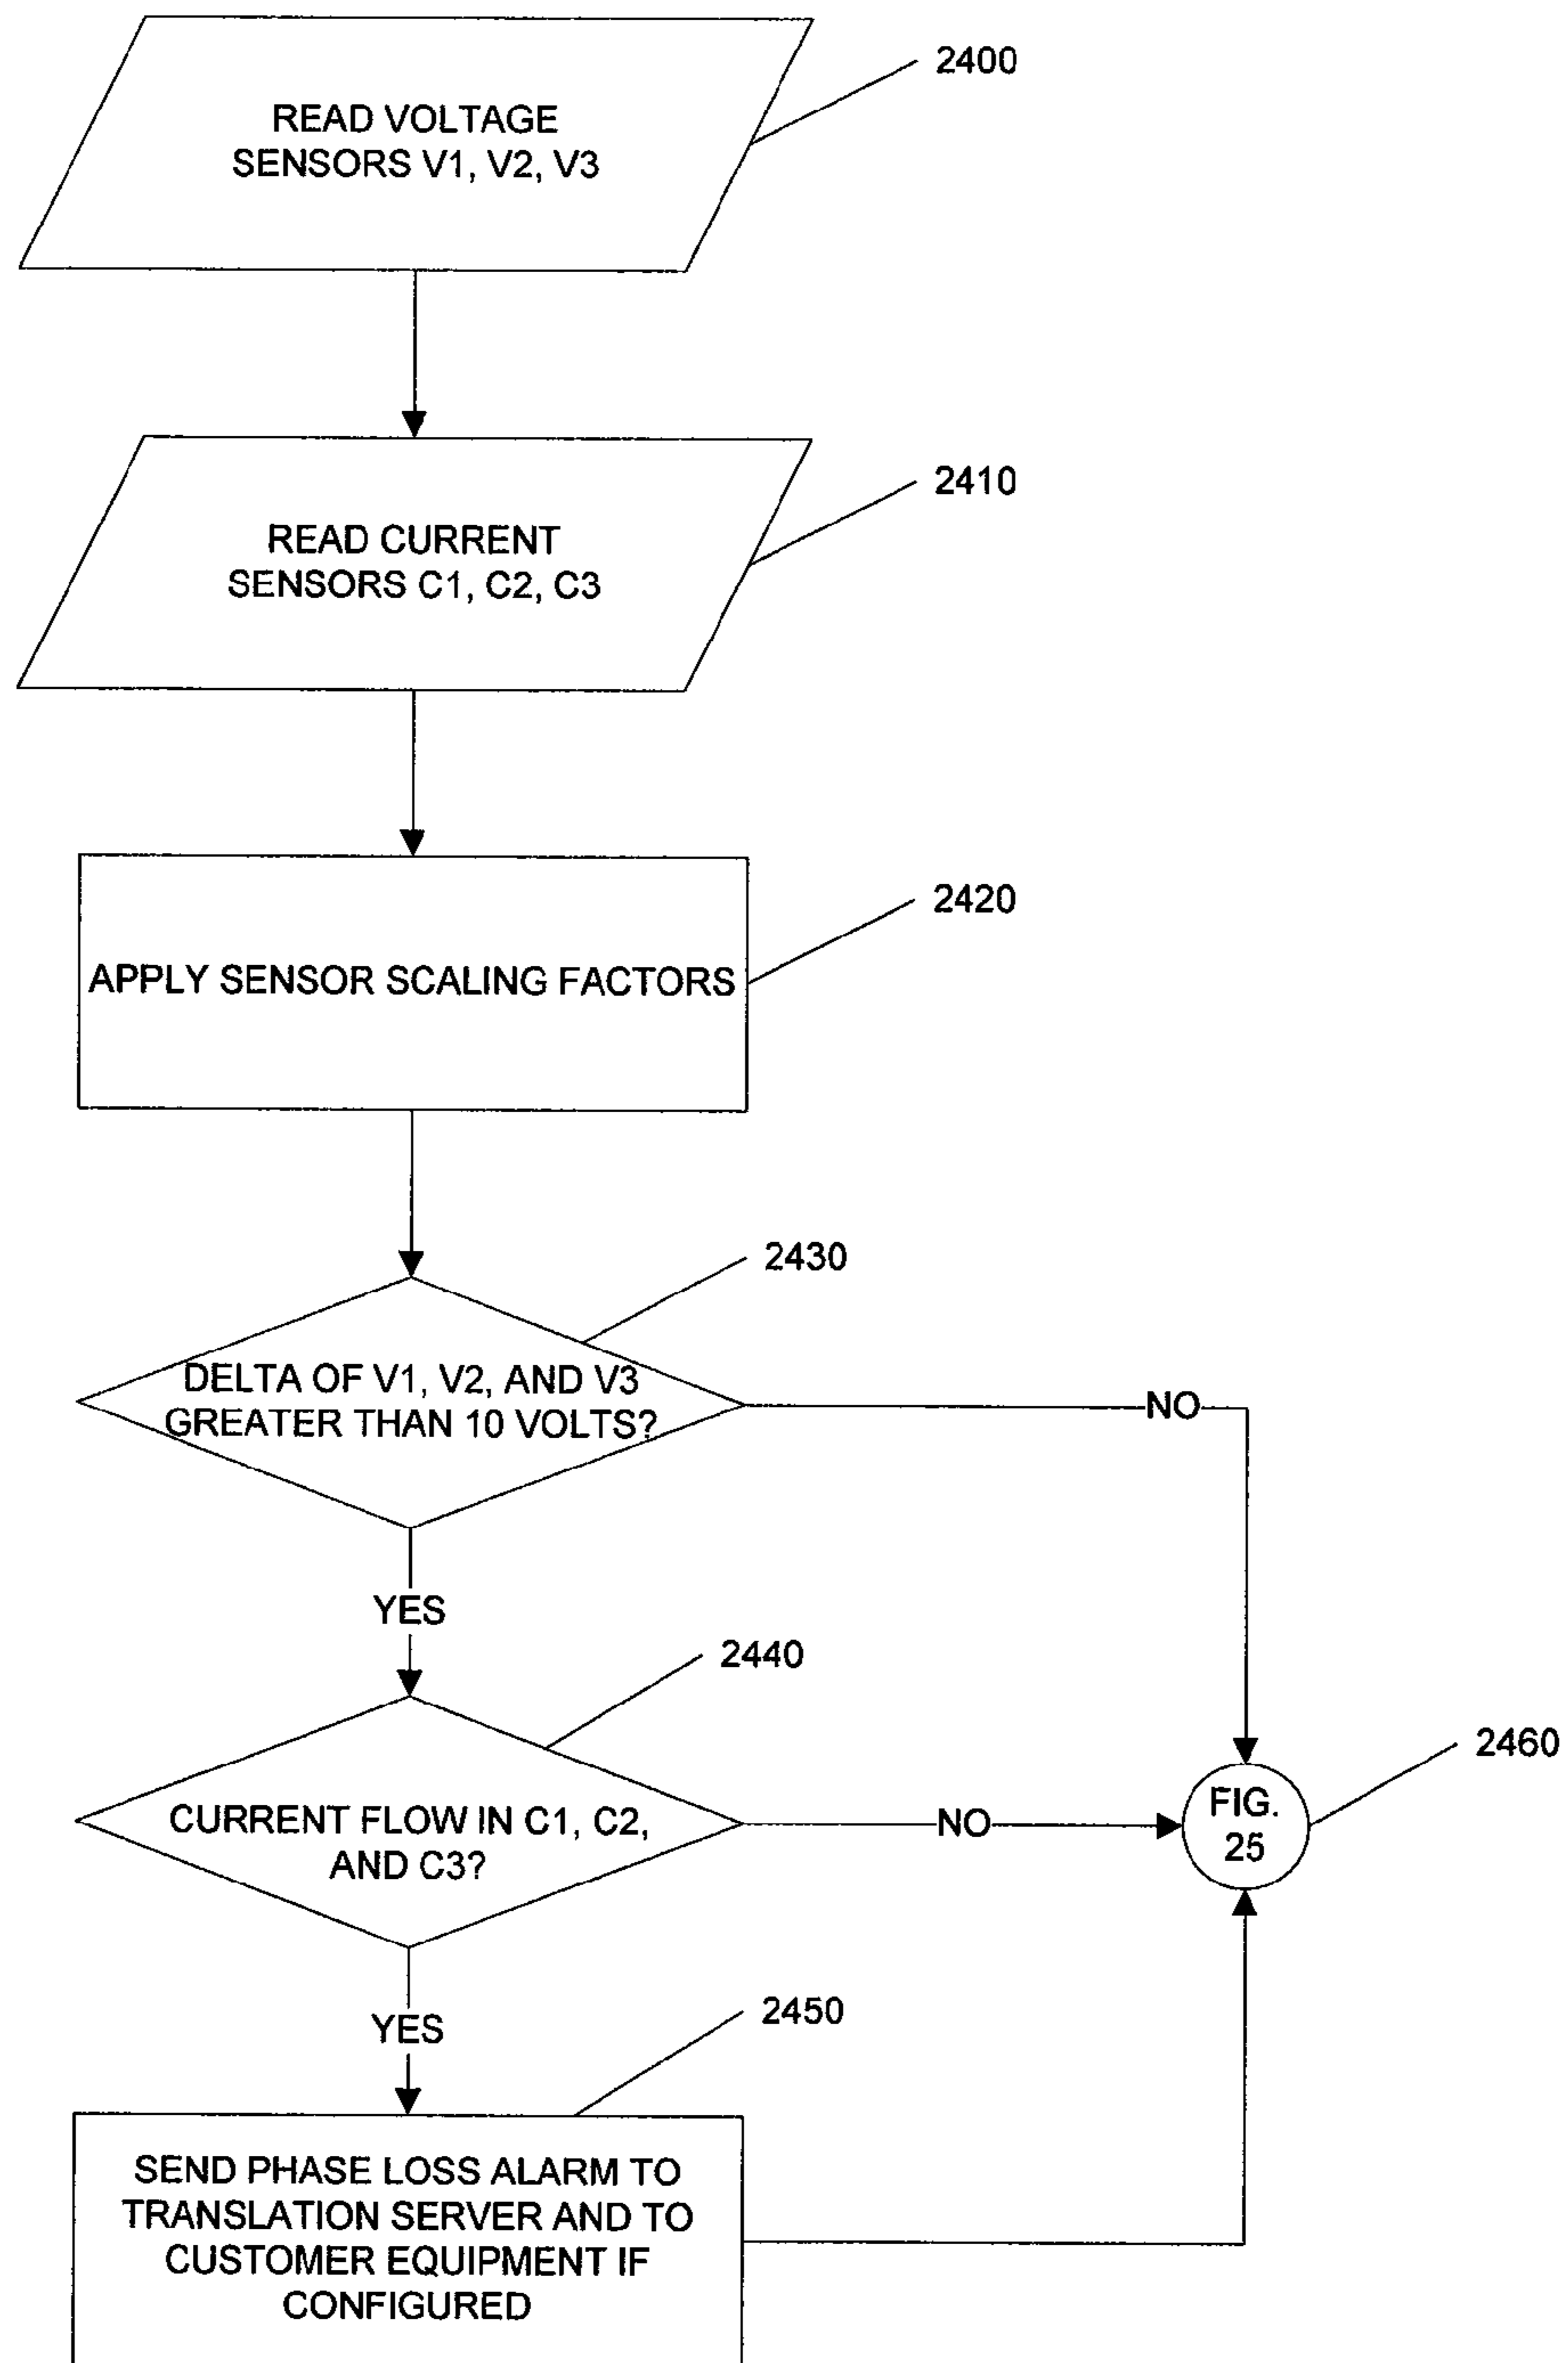 2400
READ VOLTAGE
SENSORS V1, V2, V3
2410
READ CURRENT
SENSORS C1, C2, C3
2420
APPLY SENSOR SCALING FACTORS
2430
DELTA OF V1, V2, AND V3
GREATER THAN 10 VOLTS?
NO
YES
2440
CURRENT FLOW IN C1, C2,
AND C3?
NO
2460
FIG.
25
YES
2450
SEND PHASE LOSS ALARM TO
TRANSLATION SERVER AND TO
CUSTOMER EQUIPMENT IF
CONFIGURED